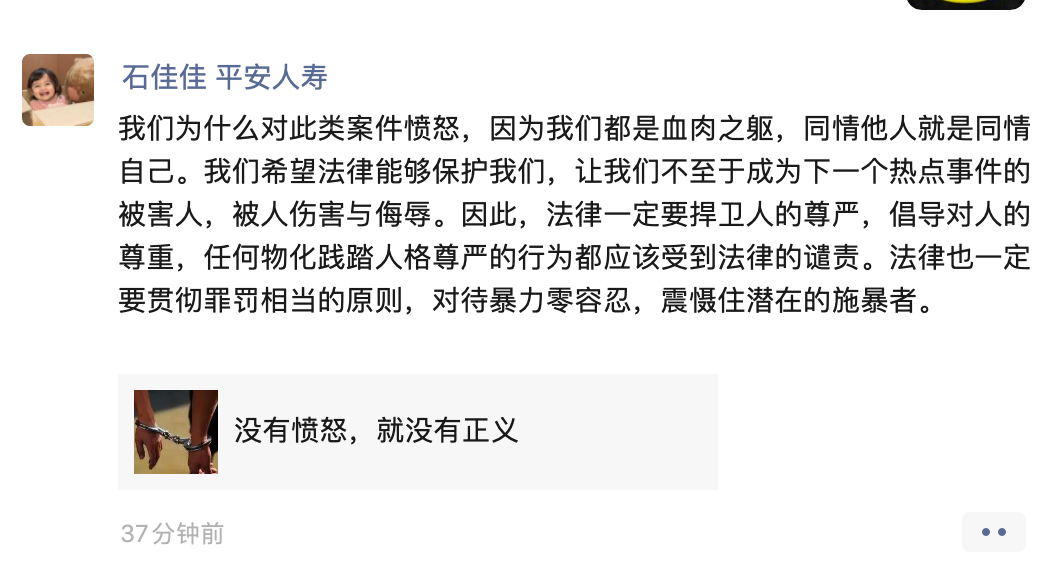 石佳佳 平安人寿
我们为什么对此类案件愤怒，因为我们都是血肉之躯，同情他人就是同情
自己。我们希望法律能够保护我们，让我们不至于成为下一个热点事件的
被害人，被人伤害与侮辱。因此，法律一定要捍卫人的尊严，倡导对人的
尊重，任何物化践踏人格尊严的行为都应该受到法律的谴责。法律也一定
要贯彻罪罚相当的原则，对待暴力零容忍，震慑住潜在的施暴者。
没有愤怒，就没有正义
37分钟前